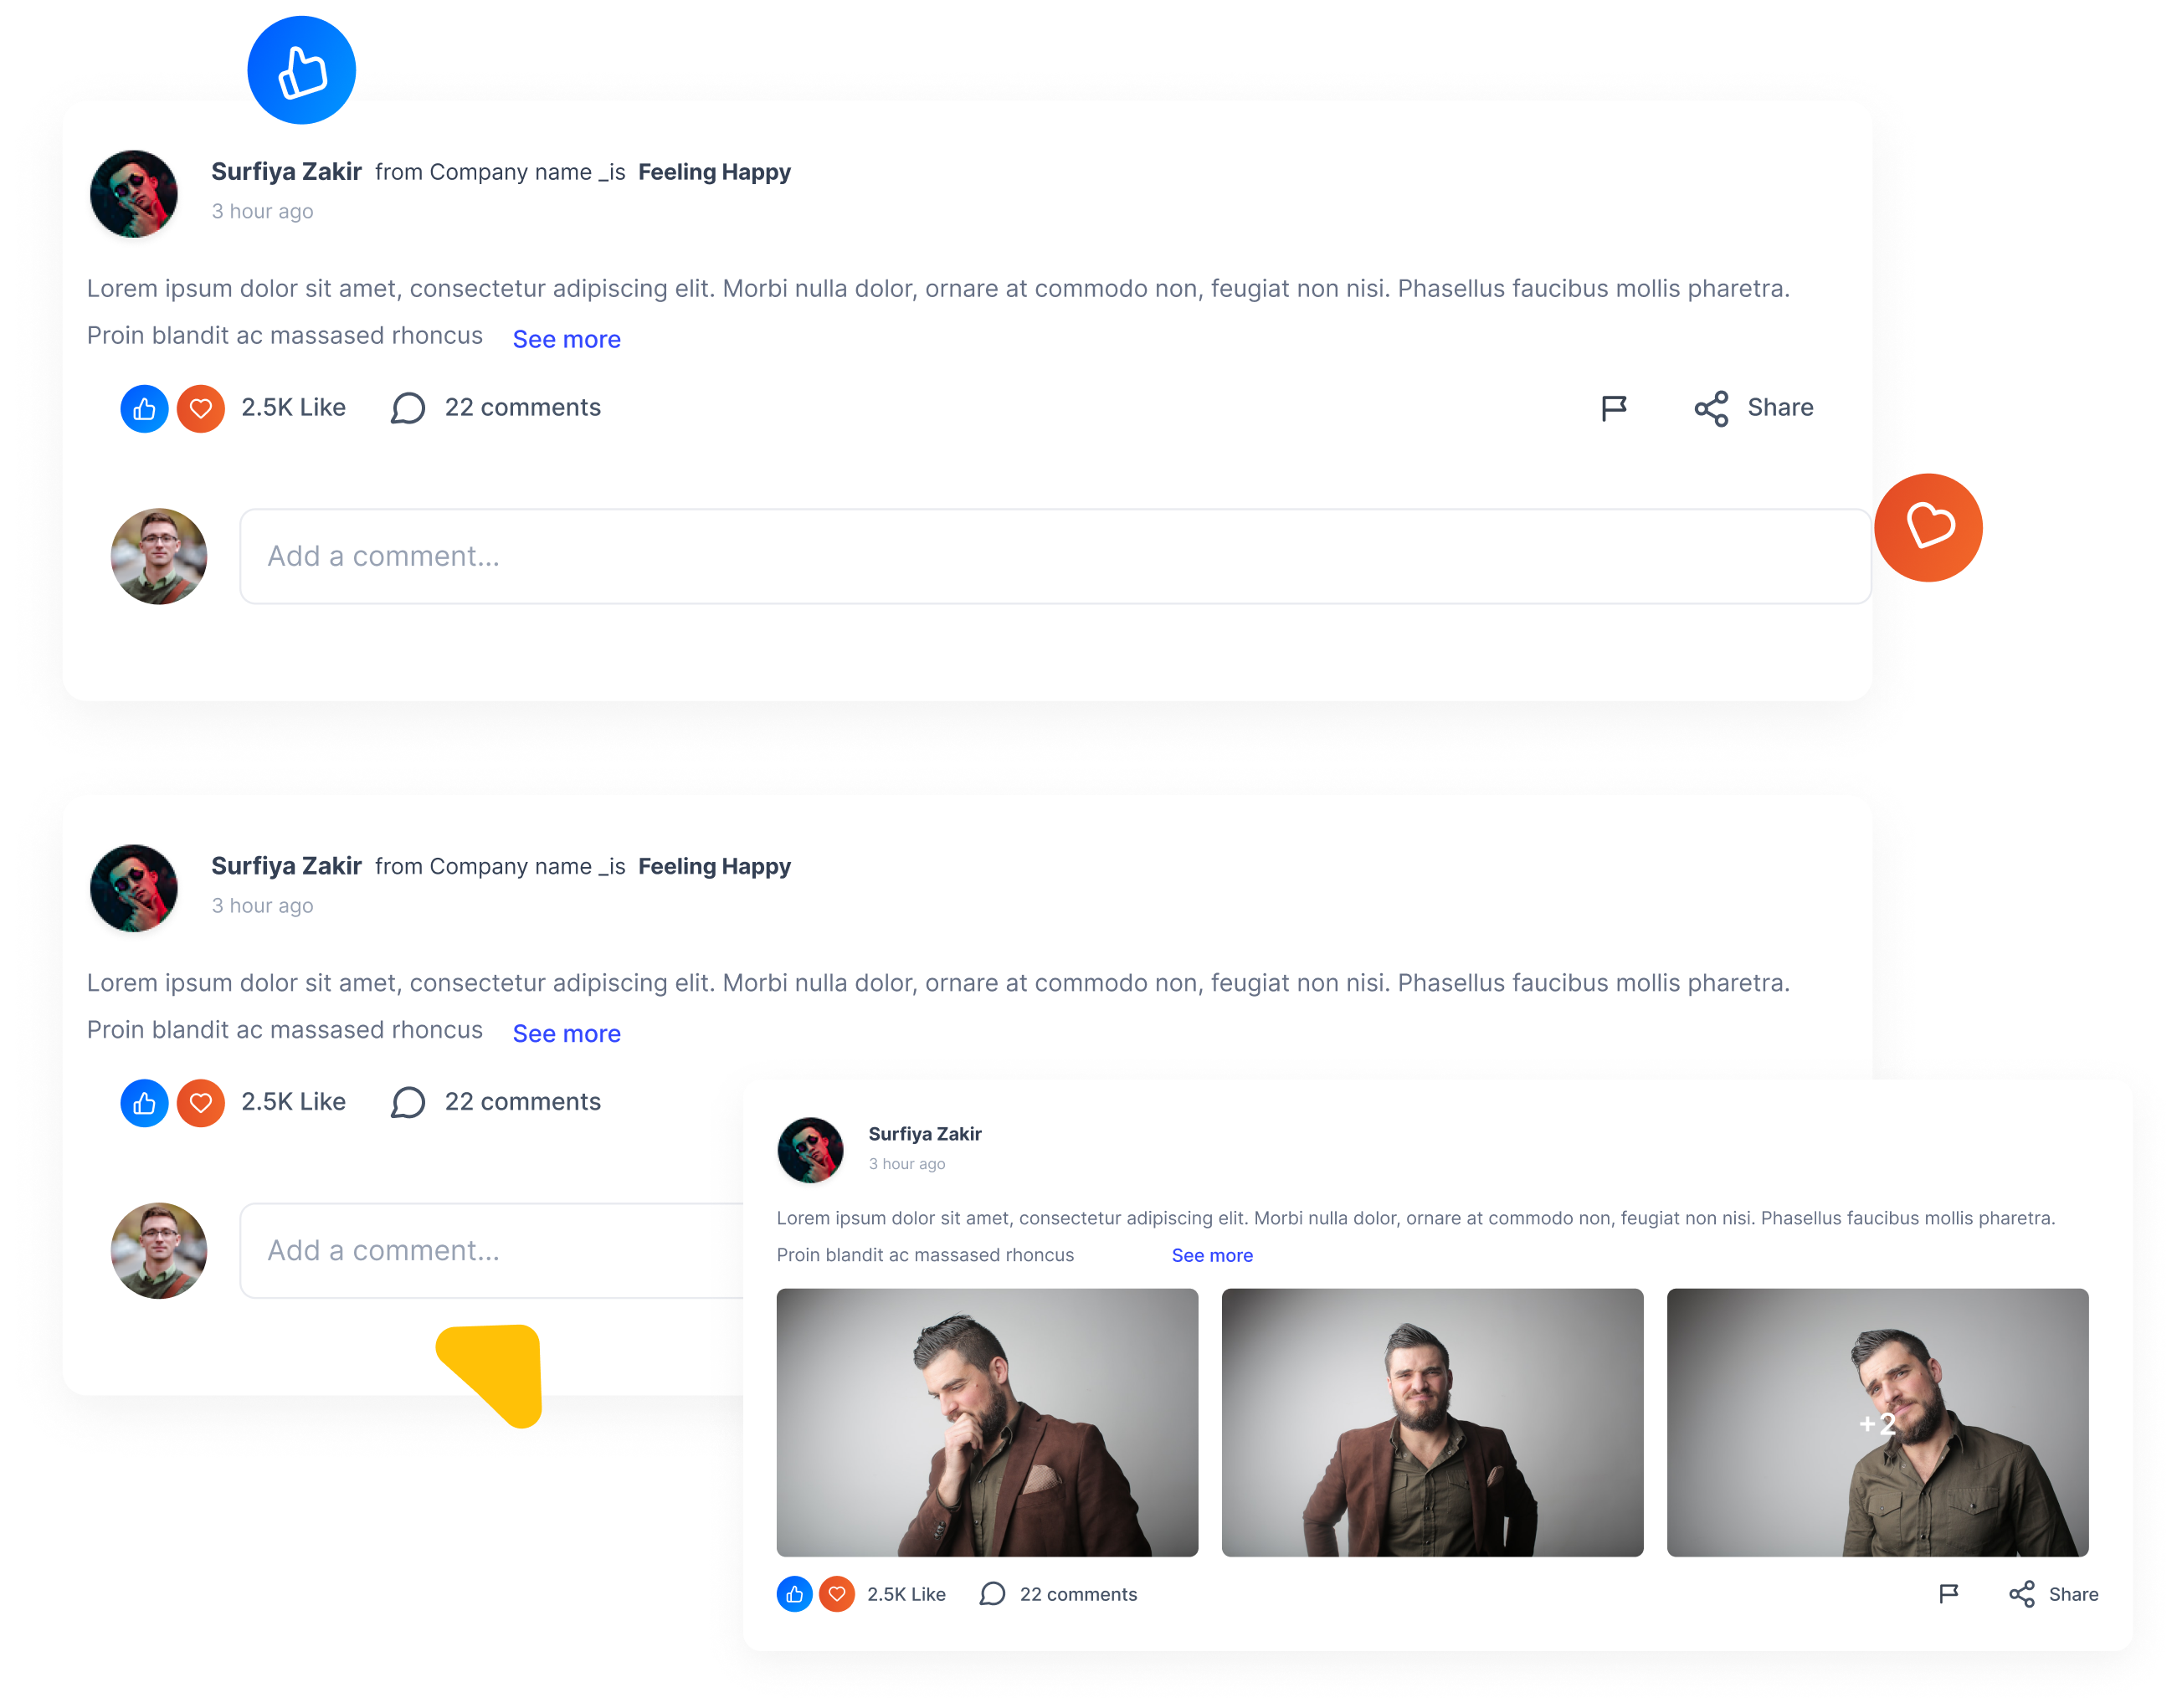 Surfiya Zakir from Company name _is Feeling Happy
3 hour ago
Lorem ipsum dolor sit amet, consectetur adipiscing elit. Morbi nulla dolor, ornare at commodo non, feugiat non nisi. Phasellus faucibus mollis pharetra.
Proin blandit ac massased rhoncus See more
2.5K Like 22 comments Share
Add a comment...
Surfiya Zakir from Company name _is Feeling Happy
3 hour ago
Lorem ipsum dolor sit amet, consectetur adipiscing elit. Morbi nulla dolor, ornare at commodo non, feugiat non nisi. Phasellus faucibus mollis pharetra.
Proin blandit ac massased rhoncus See more
2.5K Like 22 comments
Add a comment...
Surfiya Zakir
3 hour ago
Lorem ipsum dolor sit amet, consectetur adipiscing elit. Morbi nulla dolor, ornare at commodo non, feugiat non nisi. Phasellus faucibus mollis pharetra.
Proin blandit ac massased rhoncus See more
+2
2.5K Like 22 comments Share